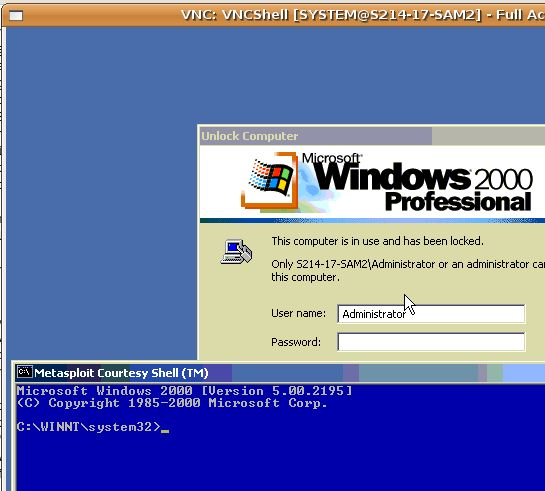 VNC: VNCShell [SYSTEM@S214-17-SAM2] - Full Ac
Unlock Computer
Microsoft
Windows 2000
Professional
This computer is in use and has been locked.
Only S214-17-SAM2\Administrator or an administrator can
this computer.
User name: Administrator
Password:
Metasploit Courtesy Shell (TM)
Microsoft Windows 2000 [Version 5.00.2195]
(C) Copyright 1985-2000 Microsoft Corp.
C:\WINNT\system32>_